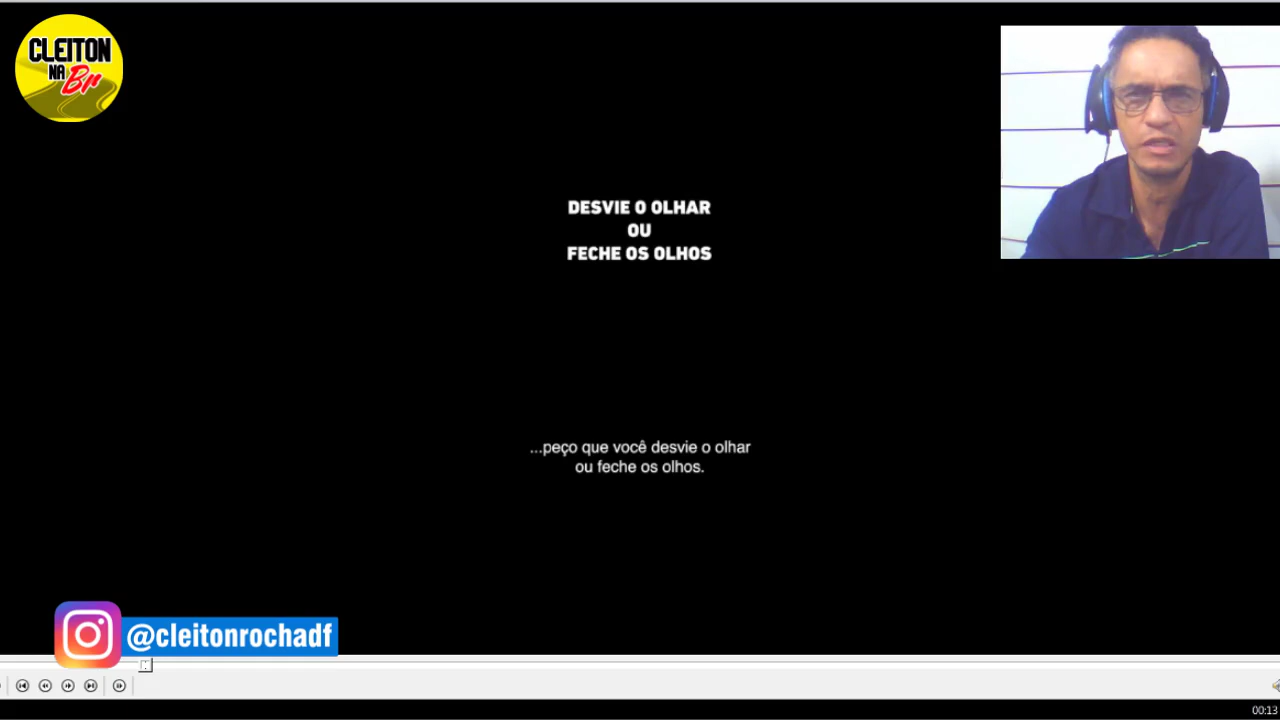 CLEITON
NA
Br
DESVIE O OLHAR
OU
FECHE OS OLHOS
...peço que você desvie o olhar
ou feche os olhos.
@cleitonrochadf
00:13